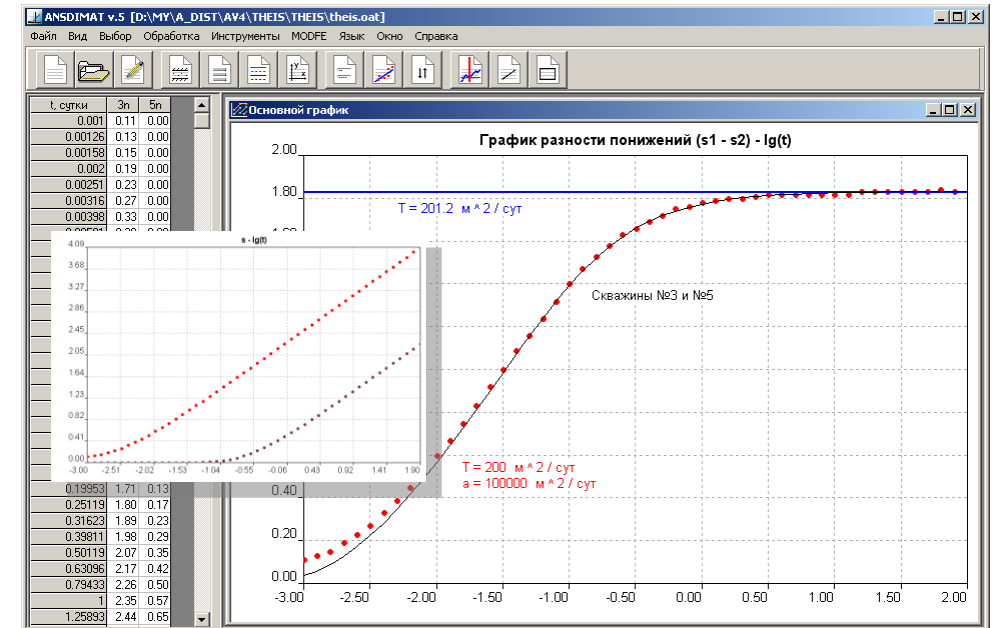 ANSDIMAT v.5 [D:\MY\A_DIST\AV4\THEIS\THEIS\theis.oat]
Файл Вид Выбор Обработка Инструменты MODFE Язык Окно Справка
t, сутки 3n 5n
0.001 0.11 0.00
0.00126 0.13 0.00
0.00158 0.15 0.00
0.002 0.19 0.00
0.00251 0.23 0.00
0.00316 0.27 0.00
0.00398 0.33 0.00
0.19953 1.71 0.13
0.25119 1.80 0.17
0.31623 1.89 0.23
0.39811 1.98 0.29
0.50119 2.07 0.35
0.63096 2.17 0.42
0.79433 2.26 0.50
1 2.35 0.57
1.25893 2.44 0.65
s - lg(t)
4.09
3.68
3.27
2.86
2.45
2.05
1.64
1.23
0.82
0.41
0.00
-3.00 -2.51 -2.02 -1.53 -1.04 -0.55 -0.06 0.43 0.92 1.41 1.90
Основной график
График разности понижений (s1 - s2) - lg(t)
2.00
1.80
T = 201.2 м ^ 2 / сут
Скважины №3 и №5
T = 200 м ^ 2 / сут
a = 100000 м ^ 2 / сут
0.40
0.20
0.00
-3.00 -2.50 -2.00 -1.50 -1.00 -0.50 0.00 0.50 1.00 1.50 2.00